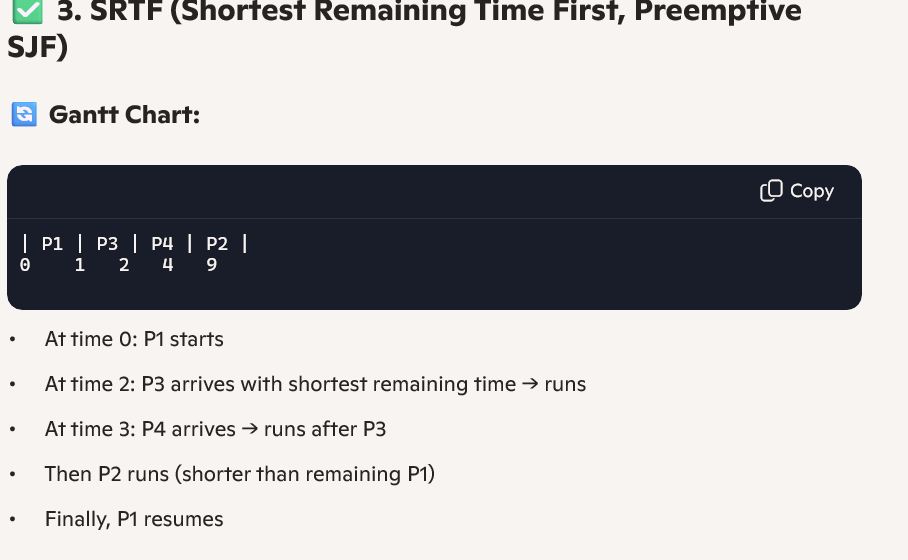 ✅ 3. SRTF (Shortest Remaining Time First, Preemptive
SJF)
🔄 Gantt Chart:
Copy
| P1 | P3 | P4 | P2 |
0    1   2   4   9
• At time 0: P1 starts
• At time 2: P3 arrives with shortest remaining time → runs
• At time 3: P4 arrives → runs after P3
• Then P2 runs (shorter than remaining P1)
• Finally, P1 resumes